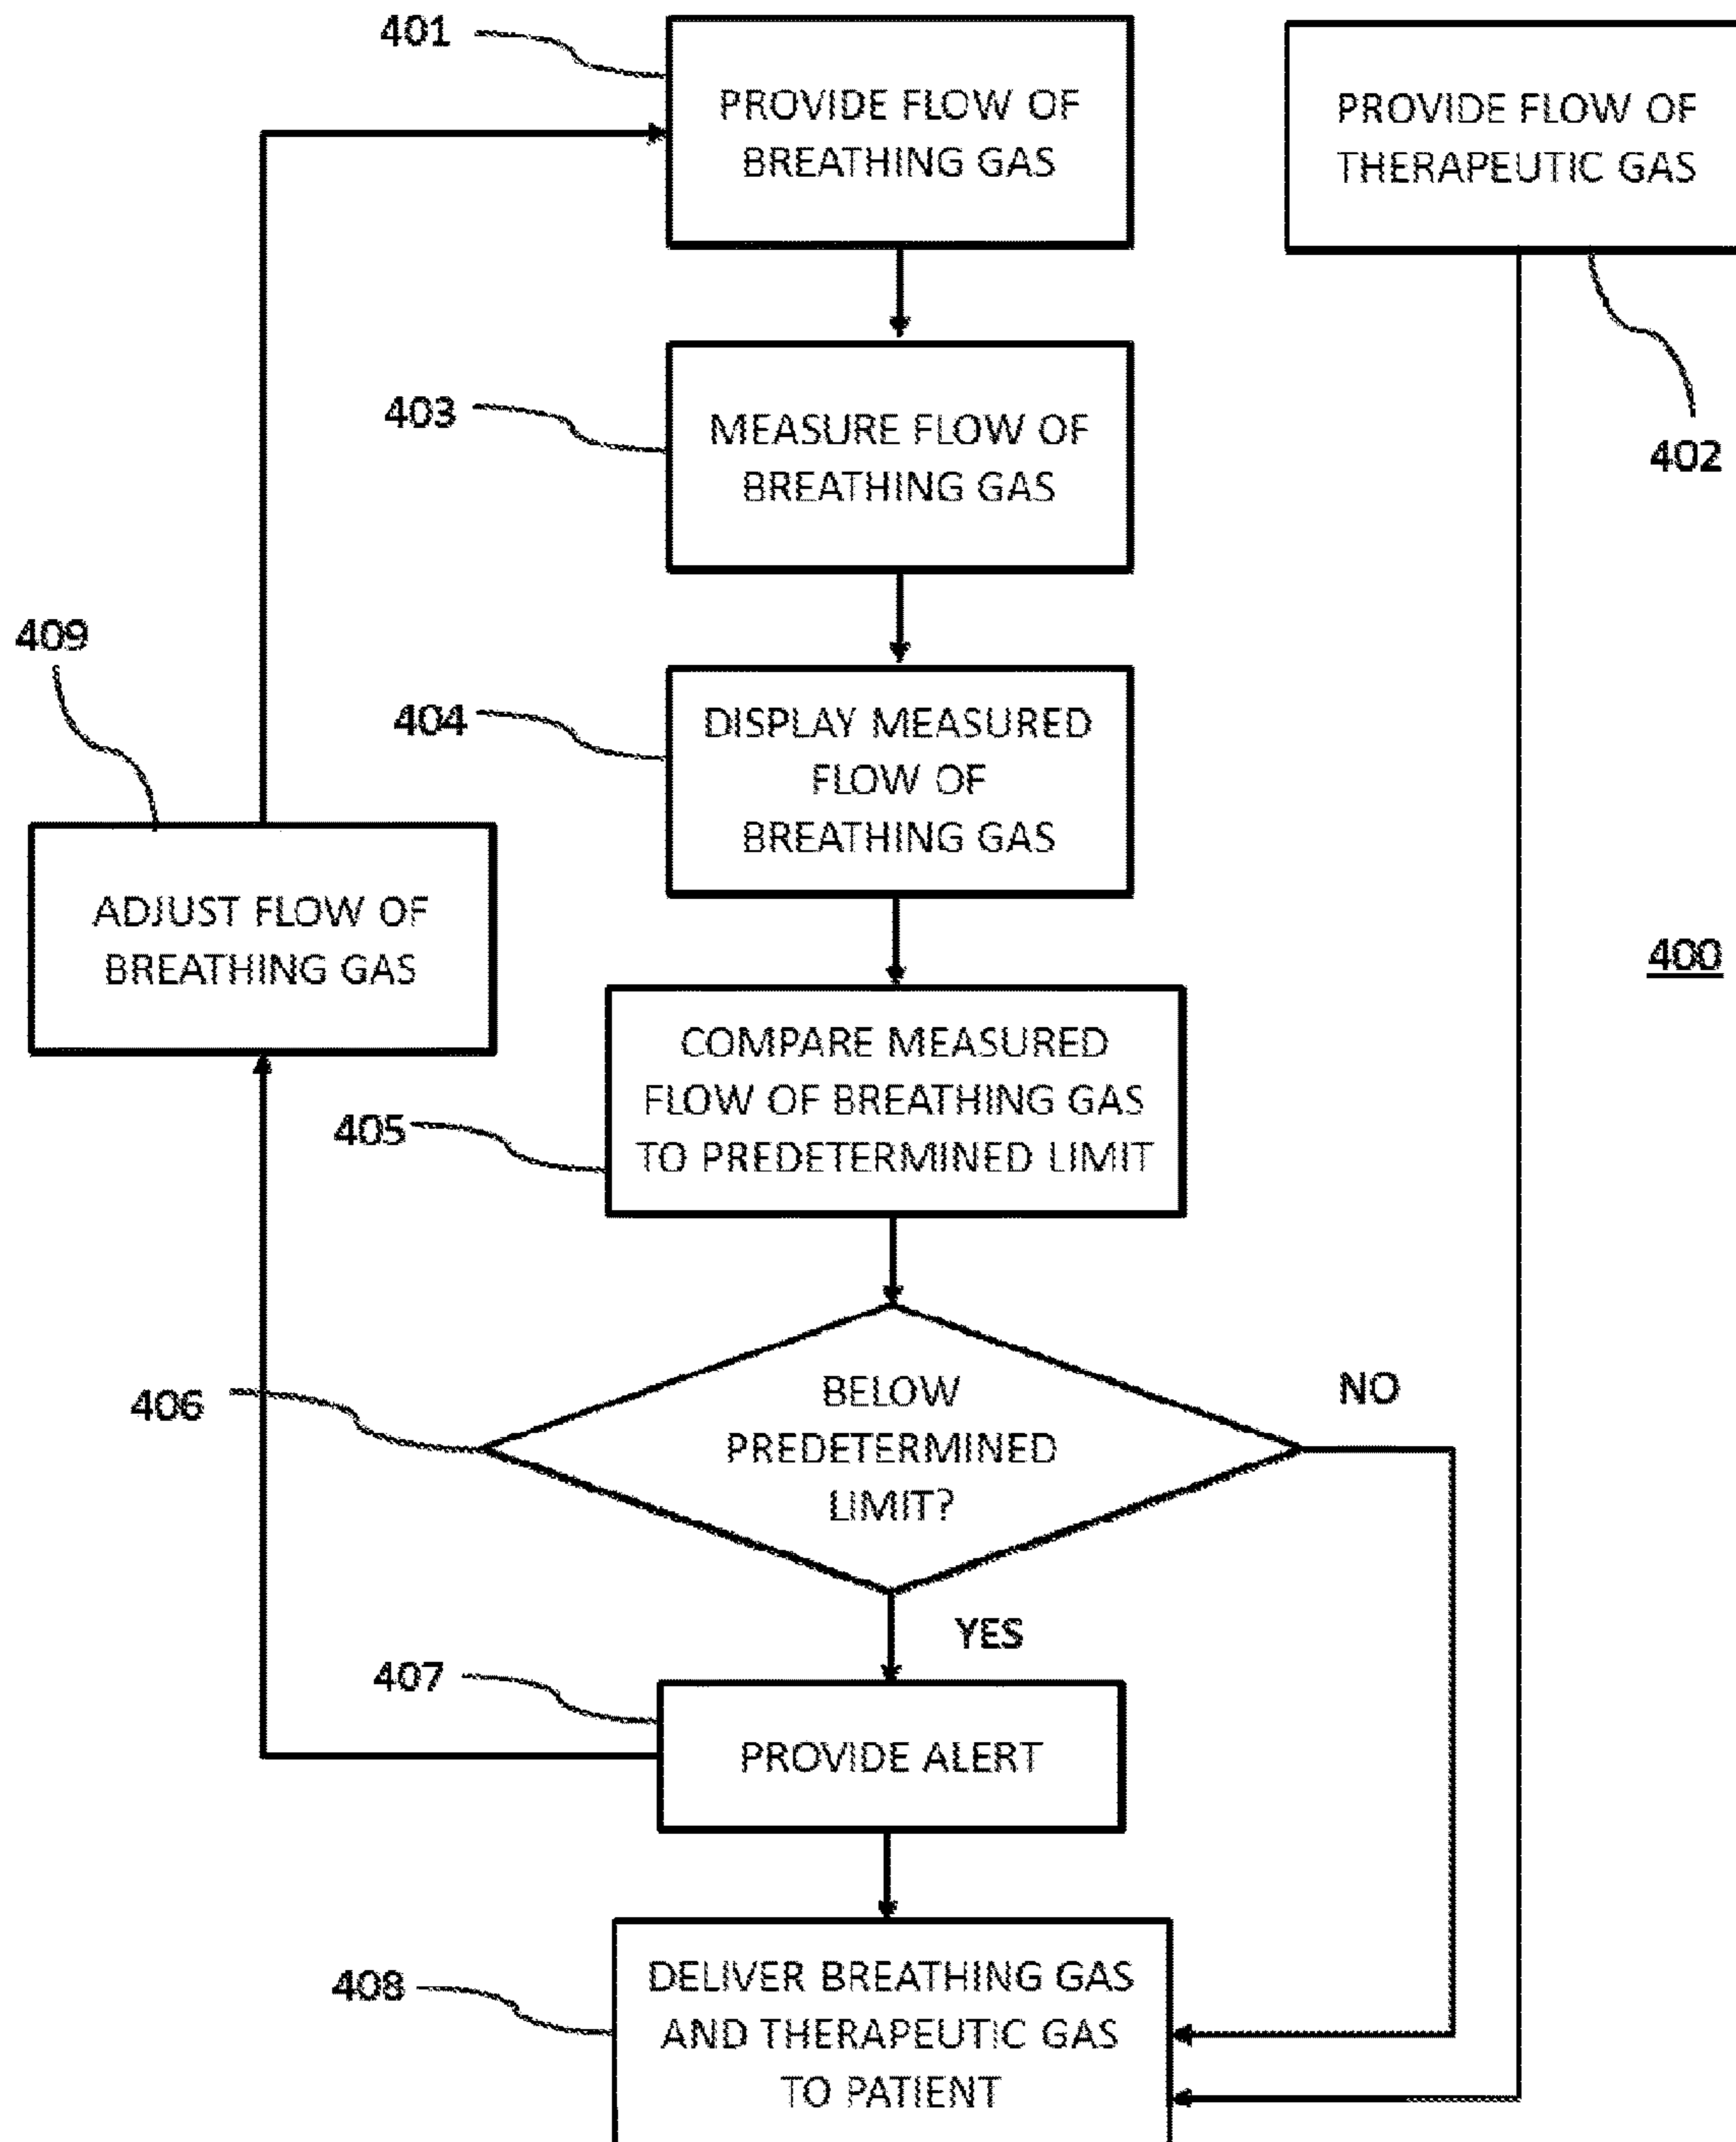 401
PROVIDE FLOW OF
BREATHING GAS
PROVIDE FLOW OF
THERAPEUTIC GAS
402
403
MEASURE FLOW OF
BREATHING GAS
409
404
DISPLAY MEASURED
FLOW OF
BREATHING GAS
ADJUST FLOW OF
BREATHING GAS
400
405
COMPARE MEASURED
FLOW OF BREATHING GAS
TO PREDETERMINED LIMIT
406
BELOW
PREDETERMINED
LIMIT?
NO
YES
407
PROVIDE ALERT
408
DELIVER BREATHING GAS
AND THERAPEUTIC GAS
TO PATIENT